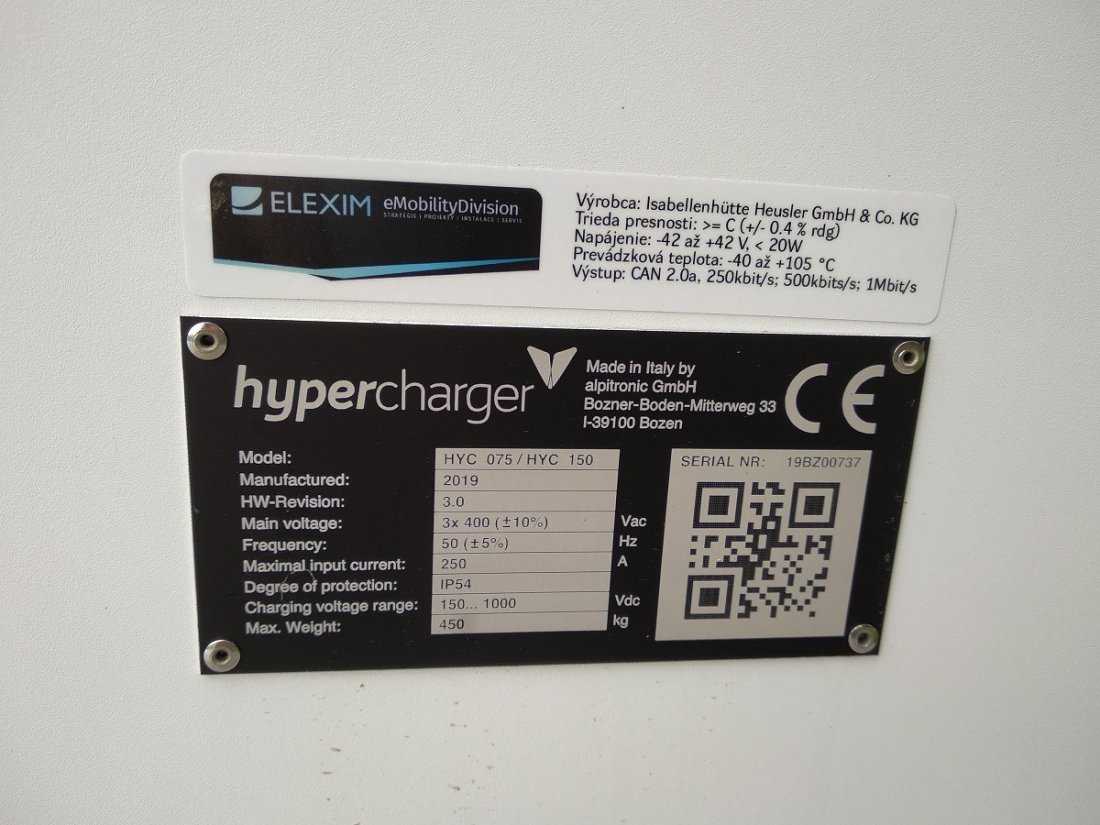 ELEXIM eMobilityDivision
STRATEGIE | PROJEKTY | INSTALACE | SERVIS
Výrobca: Isabellenhütte Heusler GmbH & Co. KG
Trieda presnosti: >= C (+/- 0.4 % rdg)
Napájenie: -42 až +42 V, < 20W
Prevádzková teplota: -40 až +105 °C
Výstup: CAN 2.0a, 250kbit/s; 500kbits/s; 1Mbit/s
hypercharger
Made in Italy by
alpitronic GmbH
Bozner-Boden-Mitterweg 33
I-39100 Bozen
CE
Model: HYC 075 / HYC 150
Manufactured: 2019
HW-Revision: 3.0
Main voltage: 3x 400 (±10%) Vac
Frequency: 50 (±5%) Hz
Maximal input current: 250 A
Degree of protection: IP54
Charging voltage range: 150... 1000 Vdc
Max. Weight: 450 kg
SERIAL NR: 19BZ00737